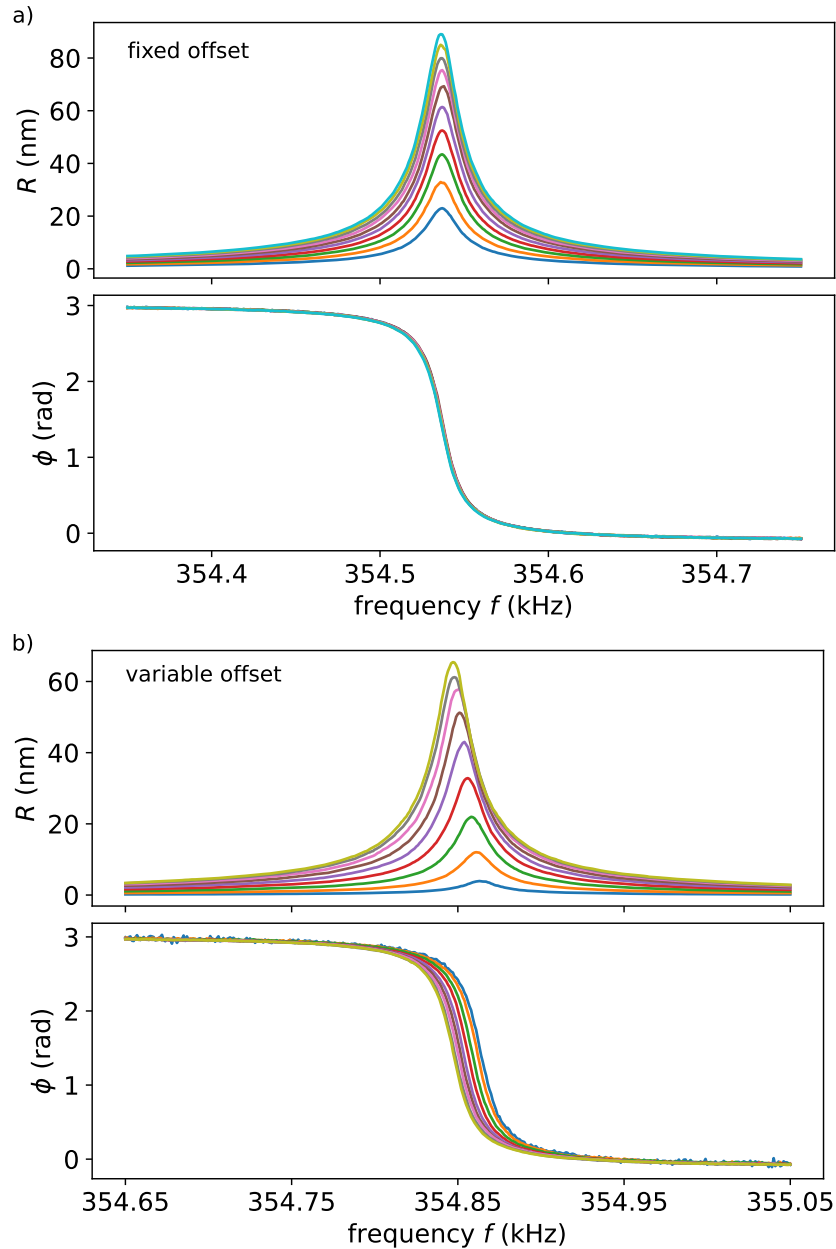 a)
fixed offset
R (nm)
80
60
40
20
0
ϕ (rad)
3
2
1
0
354.4 354.5 354.6 354.7
frequency f (kHz)
b)
variable offset
R (nm)
60
40
20
0
ϕ (rad)
3
2
1
0
354.65 354.75 354.85 354.95 355.05
frequency f (kHz)